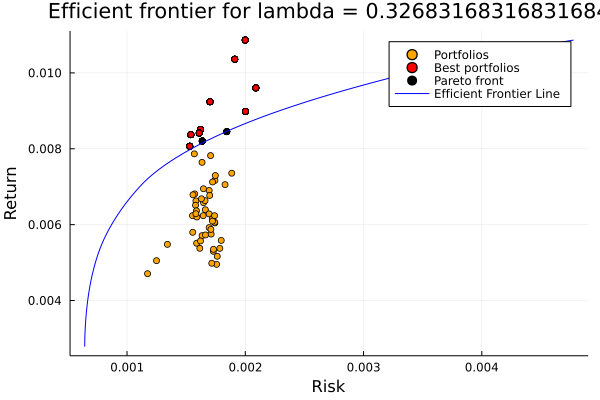 Efficient frontier for lambda = 0.3268316831683168
0.010
0.008
0.006
0.004
Return
Portfolios
Best portfolios
Pareto front
Efficient Frontier Line
0.001 0.002 0.003 0.004
Risk